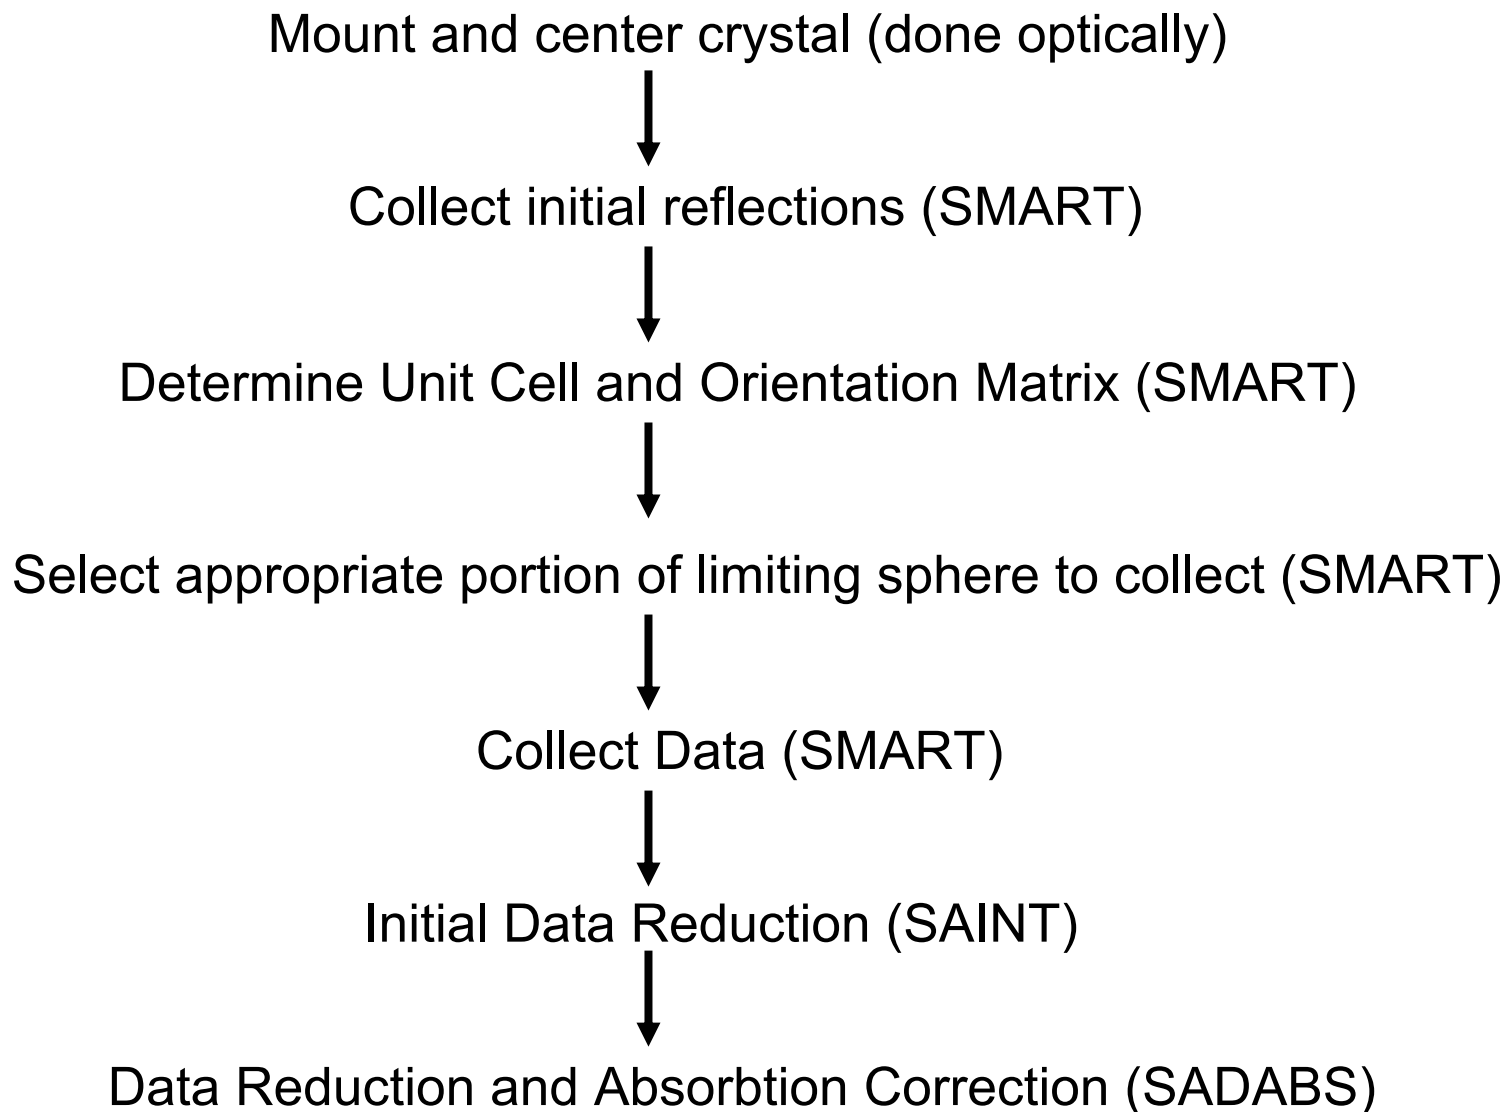 Mount and center crystal (done optically)
Collect initial reflections (SMART)
Determine Unit Cell and Orientation Matrix (SMART)
Select appropriate portion of limiting sphere to collect (SMART)
Collect Data (SMART)
Initial Data Reduction (SAINT)
Data Reduction and Absorbtion Correction (SADABS)